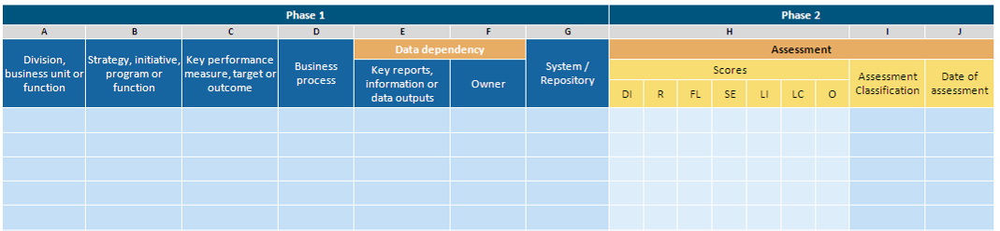 Phase 1 Phase 2
A B C D E F G H I J
Division, business unit or function
Strategy, initiative, program or function
Key performance measure, target or outcome
Business process
Data dependency
Key reports, information or data outputs
Owner
System / Repository
Assessment
Scores
DI R FL SE LI LC O
Assessment Classification
Date of assessment